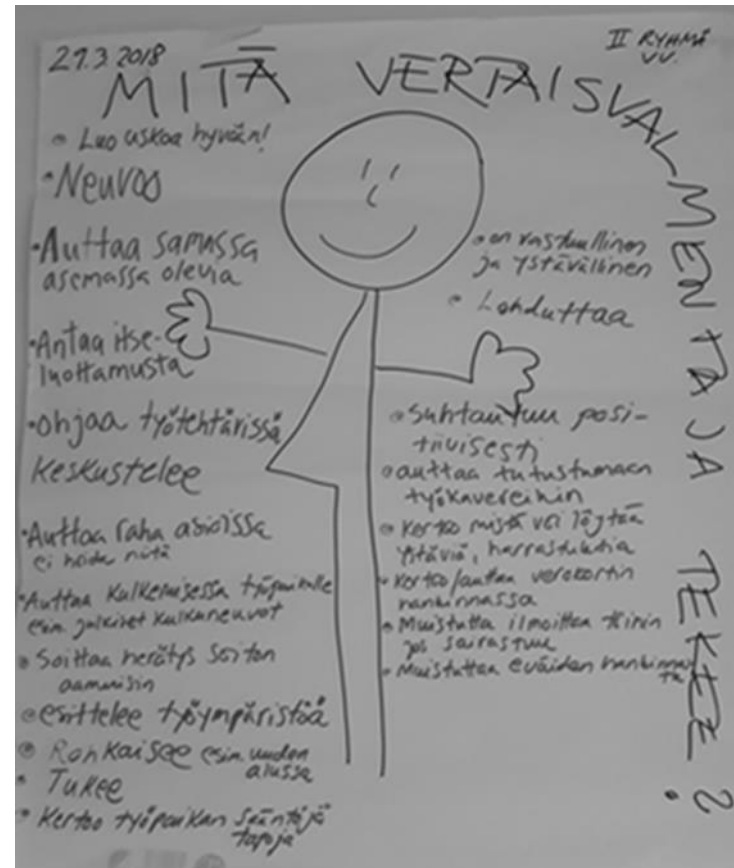 29.3.2018
II RYHMÄ
VV.
MITÄ VERTAISVALMENTAJA TEKEE?
Luo uskoa hyvään!
Neuvoo
Auttaa samassa
asemassa olevia
Antaa itse-
luottamusta
ohjaa työtehtävissä
keskustelee
Auttaa raha asioissa
ei hoida niitä
Auttaa kulkemisessa työpaikalle
esim julkiset kulkuneuvot
Soittaa herätys soiton
aamuisin
esittelee työympäristöä
Rohkaisee esim uuden
alussa
Tukee
Kertoo työpaikan sääntöjä
tapoja
on vastuullinen
ja ystävällinen
Lohduttaa
suhtautuu posi-
tiivisesti
auttaa tutustumaan
työkavereihin
Kertoo mistä voi löytää
ystäviä, harrastuksia
Kertoo/auttaa verokortin
hankinnassa
Muistuttaa ilmoittaa
jos sairastuu
Muistuttaa eväiden hankinnas
ta